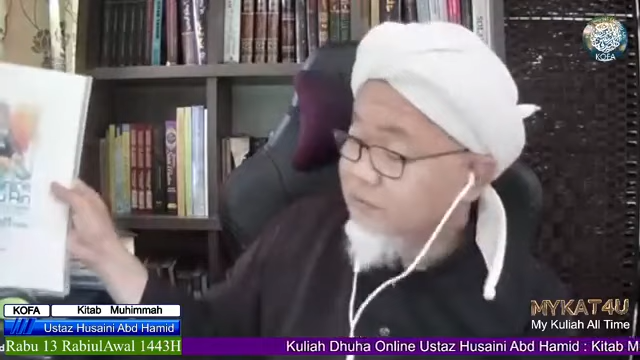 KOFA
MYKAT4U
My Kuliah All Time
KOFA Kitab Muhimmah
Ustaz Husaini Abd Hamid
Rabu 13 RabiulAwal 1443H
Kuliah Dhuha Online Ustaz Husaini Abd Hamid : Kitab M